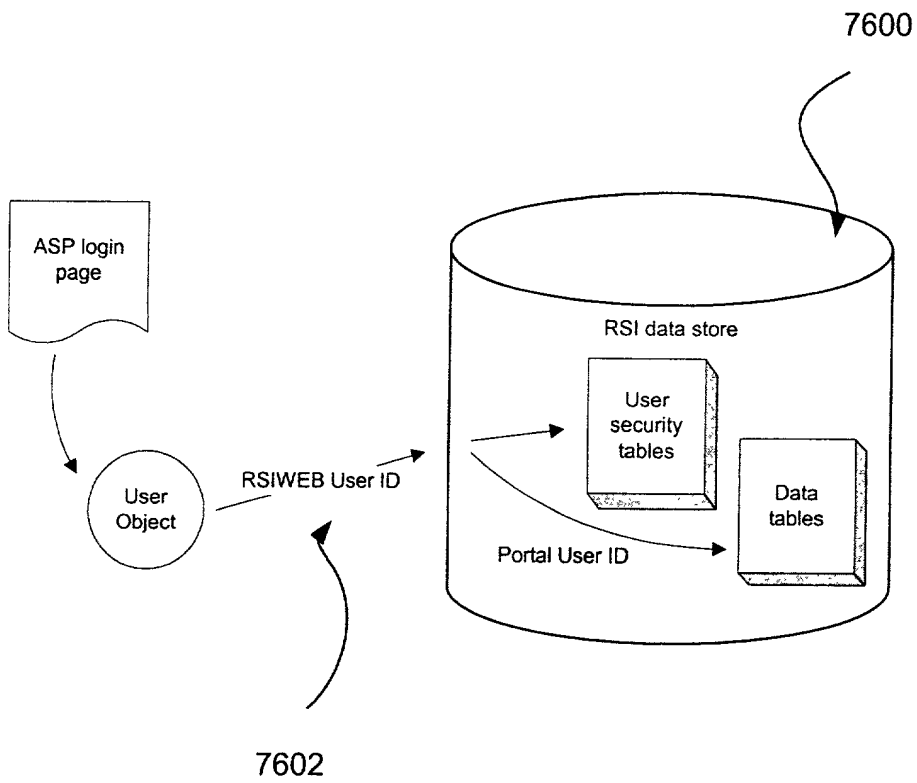 7600
ASP login
page
RSI data store
User
security
tables
RSIWEB User ID
User
Object
Data
tables
Portal User ID
7602